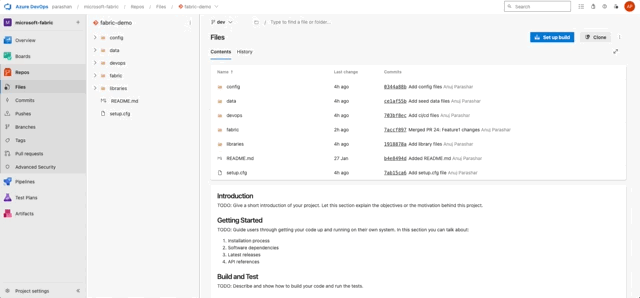 Azure DevOps parashan / microsoft-fabric / Repos / Files / fabric-demo Search AP
M microsoft-fabric +
Overview
Boards
Repos
Files
Commits
Pushes
Branches
Tags
Pull requests
Advanced Security
Pipelines
Test Plans
Artifacts
Project settings
fabric-demo
config
data
devops
fabric
libraries
README.md
setup.cfg
dev / Type to find a file or folder...
Files Set up build Clone
Contents History
Name ↑ Last change Commits
config 4h ago 0344a88b Add config files Anuj Parashar
data 4h ago ce1af55b Add seed data files Anuj Parashar
devops 4h ago 703bf8cc Add ci/cd files Anuj Parashar
fabric 2h ago 7accf097 Merged PR 24: Feature1 changes Anuj Parashar
libraries 4h ago 1918870a Add library files Anuj Parashar
README.md 27 Jan b4e8494d Added README.md Anuj Parashar
setup.cfg 4h ago 7ab15ca6 Add setup.cfg file Anuj Parashar
Introduction
TODO: Give a short introduction of your project. Let this section explain the objectives or the motivation behind this project.
Getting Started
TODO: Guide users through getting your code up and running on their own system. In this section you can talk about:
1. Installation process
2. Software dependencies
3. Latest releases
4. API references
Build and Test
TODO: Describe and show how to build your code and run the tests.